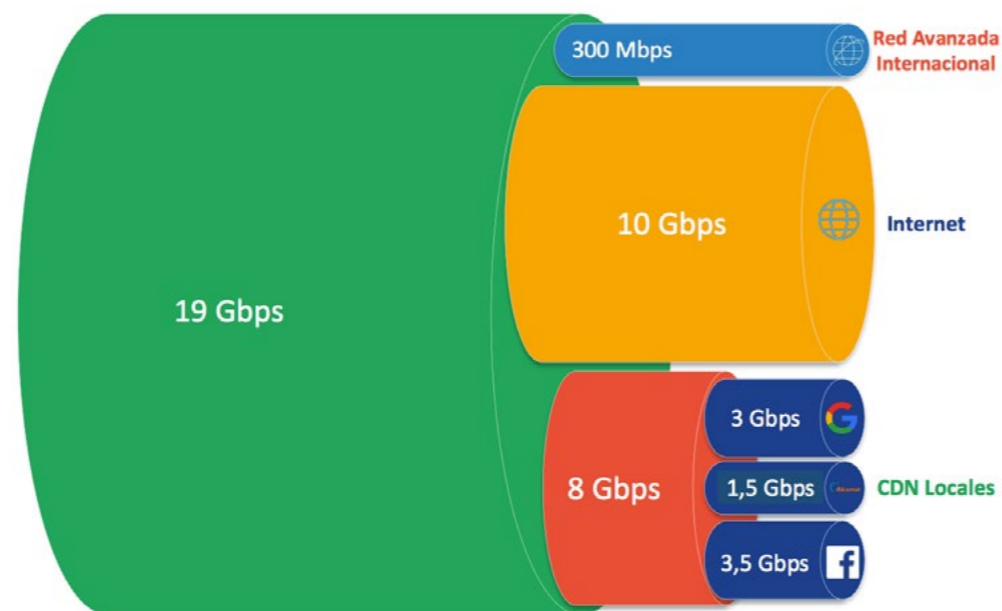 300 Mbps
Red Avanzada
Internacional
10 Gbps
Internet
19 Gbps
3 Gbps
8 Gbps
1,5 Gbps
CDN Locales
3,5 Gbps